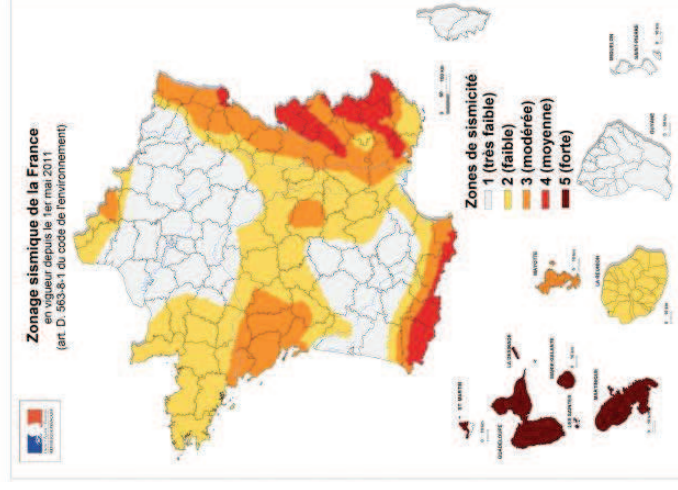 Zonage sismique de la France
en vigueur depuis le 1er mai 2011
(art. D. 563-8-1 du code de l'environnement)
Zones de sismicité
1 (très faible)
2 (faible)
3 (modérée)
4 (moyenne)
5 (forte)
MIQUELON
SAINT-PIERRE
GUYANE
MAYOTTE
LA RÉUNION
ST MARTIN
GUADELOUPE
LA DÉSIRADE
MARIE-GALANTE
LES SAINTES
MARTINIQUE